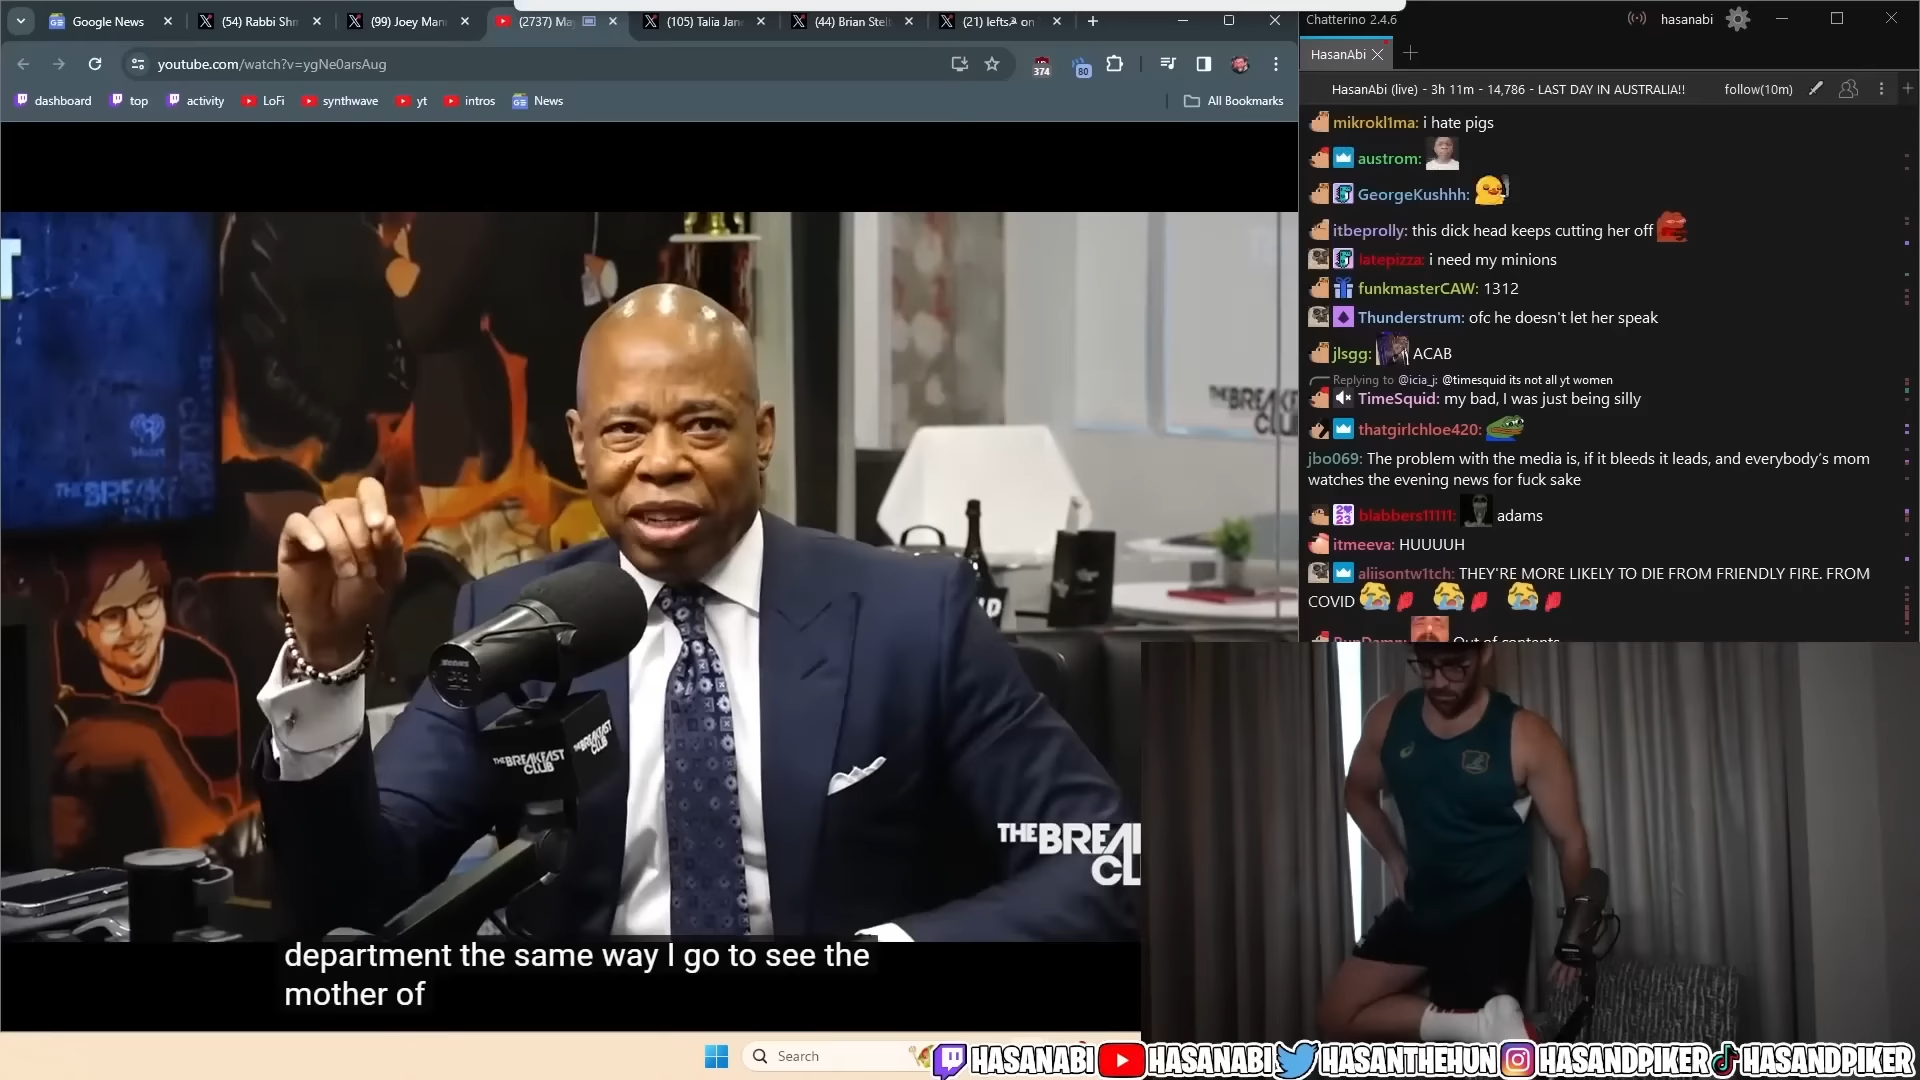 Google News
(54) Rabbi Shm
(99) Joey Man
(2737) Ma
(105) Talia Jan
(44) Brian Stel
(21) lefts
youtube.com/watch?v=ygNe0arsAug
374
80
dashboard
top
activity
LoFi
synthwave
yt
intros
News
All Bookmarks
THE BREAKFAST
CLUB
THE BREAKFAST
CLUB
THE BREA
CL
department the same way I go to see the
mother of
Search
Chatterino 2.4.6
hasanabi
HasanAbi
HasanAbi (live) - 3h 11m - 14,786 - LAST DAY IN AUSTRALIA!!
follow(10m)
mikrokl1ma: i hate pigs
austrom:
GeorgeKushhh:
itbeprolly: this dick head keeps cutting her off
latepizza: i need my minions
funkmasterCAW: 1312
Thunderstrum: ofc he doesn't let her speak
jlsgg: ACAB
Replying to @icia_j: @timesquid its not all yt women
TimeSquid: my bad, I was just being silly
thatgirlchloe420:
jbo069: The problem with the media is, if it bleeds it leads, and everybody's mom
watches the evening news for fuck sake
blabbers11111: adams
itmeeva: HUUUUH
aliisontw1tch: THEY'RE MORE LIKELY TO DIE FROM FRIENDLY FIRE. FROM
COVID
HASANABI HASANABI HASANTHEHUN HASANDPIKER HASANDPIKER